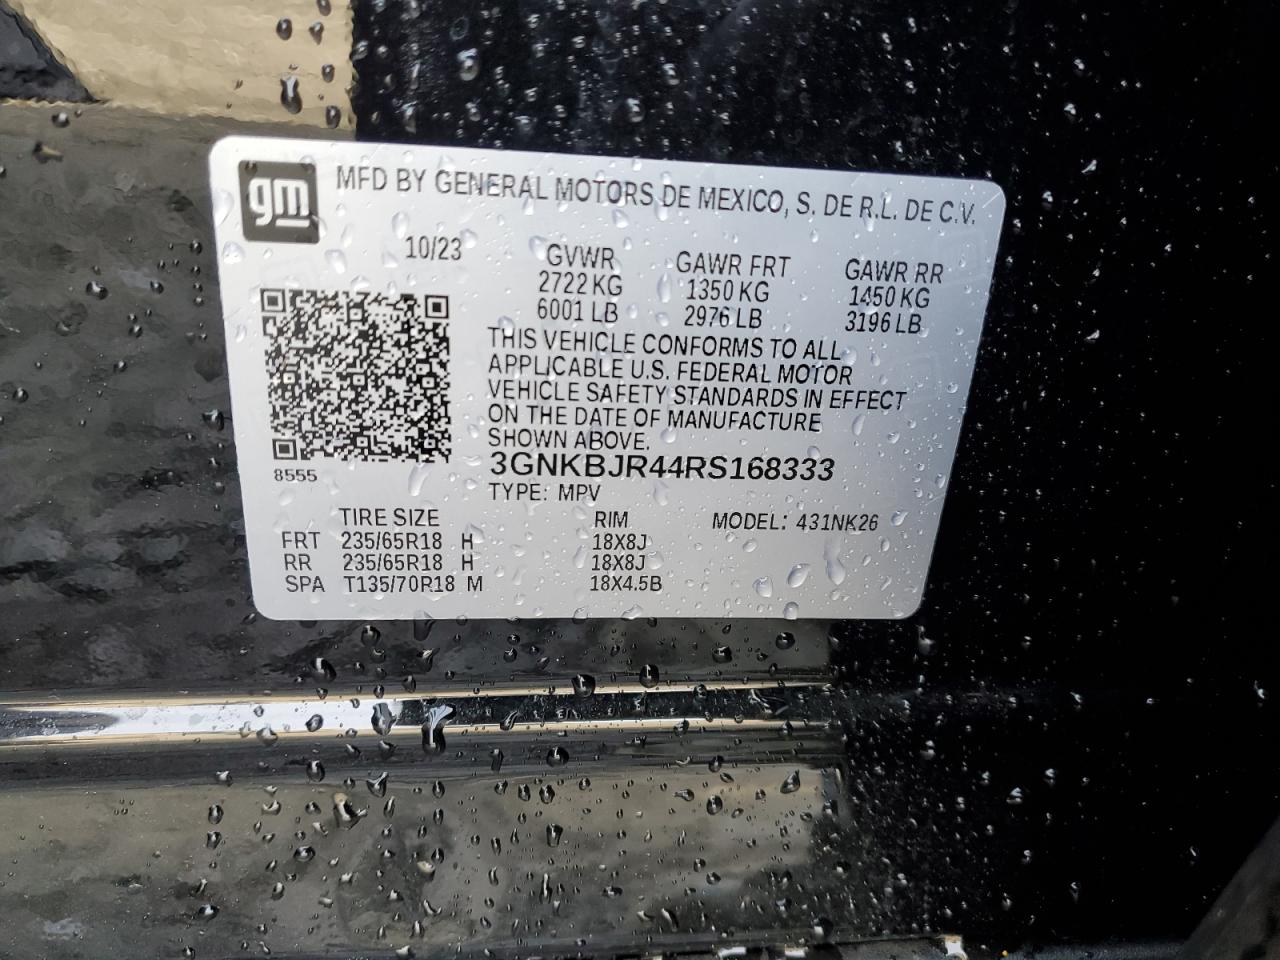 gm
MFD BY GENERAL MOTORS DE MEXICO, S. DE R.L. DE C.V.
10/23 GVWR GAWR FRT GAWR RR
2722 KG 1350 KG 1450 KG
6001 LB 2976 LB 3196 LB
THIS VEHICLE CONFORMS TO ALL
APPLICABLE U.S. FEDERAL MOTOR
VEHICLE SAFETY STANDARDS IN EFFECT
ON THE DATE OF MANUFACTURE
SHOWN ABOVE.
3GNKBJR44RS168333
8555
TYPE: MPV
TIRE SIZE RIM MODEL: 431NK26
FRT 235/65R18 H 18X8J
RR 235/65R18 H 18X8J
SPA T135/70R18 M 18X4.5B